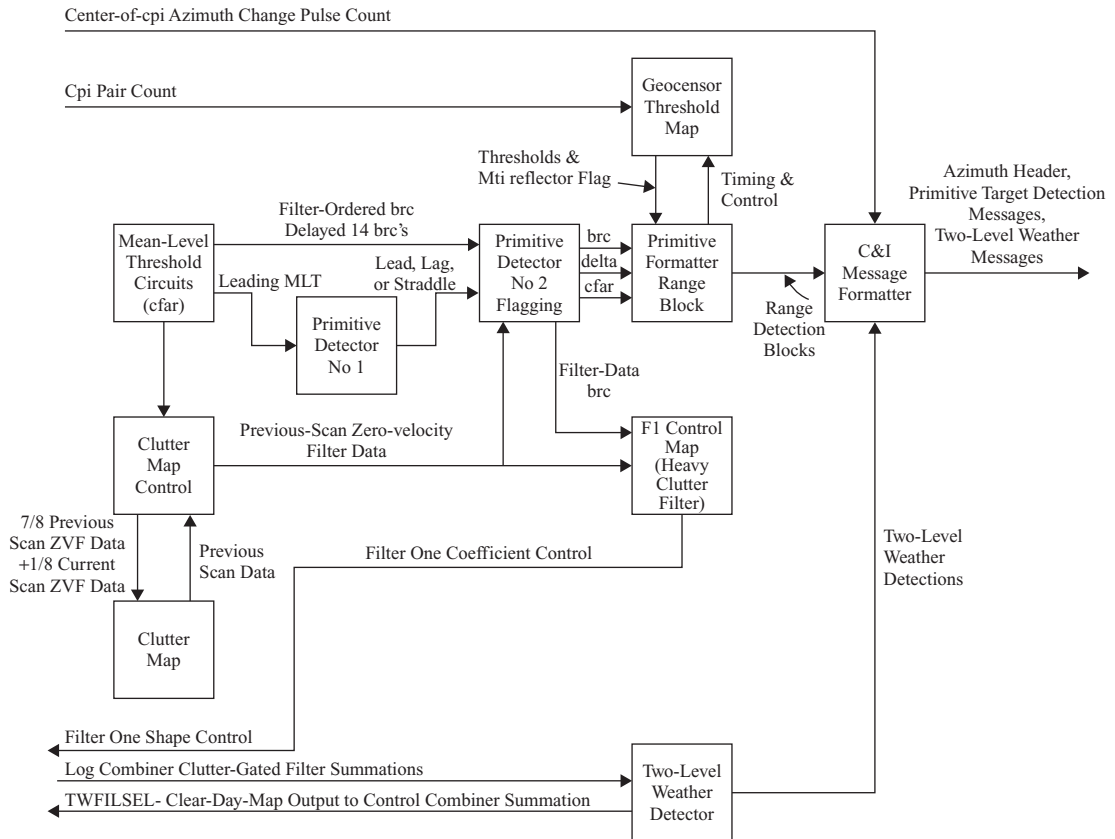 Center-of-cpi Azimuth Change Pulse Count
Cpi Pair Count
Geocensor
Threshold
Map
Thresholds &
Mti reflector Flag
Timing &
Control
Azimuth Header,
Primitive Target Detection
Messages,
Two-Level Weather
Messages
Filter-Ordered brc
Delayed 14 brc's
Mean-Level
Threshold
Circuits
(cfar)
Leading MLT
Primitive
Detector
No 1
Lead, Lag,
or Straddle
Primitive
Detector
No 2
Flagging
brc
delta
cfar
Primitive
Formatter
Range
Block
C&I
Message
Formatter
Range
Detection
Blocks
Filter-Data
brc
Clutter
Map
Control
Previous-Scan Zero-velocity
Filter Data
F1 Control
Map
(Heavy
Clutter
Filter)
7/8 Previous
Scan ZVF Data
+1/8 Current
Scan ZVF Data
Previous
Scan Data
Filter One Coefficient Control
Two-Level
Weather
Detections
Clutter
Map
Filter One Shape Control
Log Combiner Clutter-Gated Filter Summations
TWFILSEL- Clear-Day-Map Output to Control Combiner Summation
Two-Level
Weather
Detector